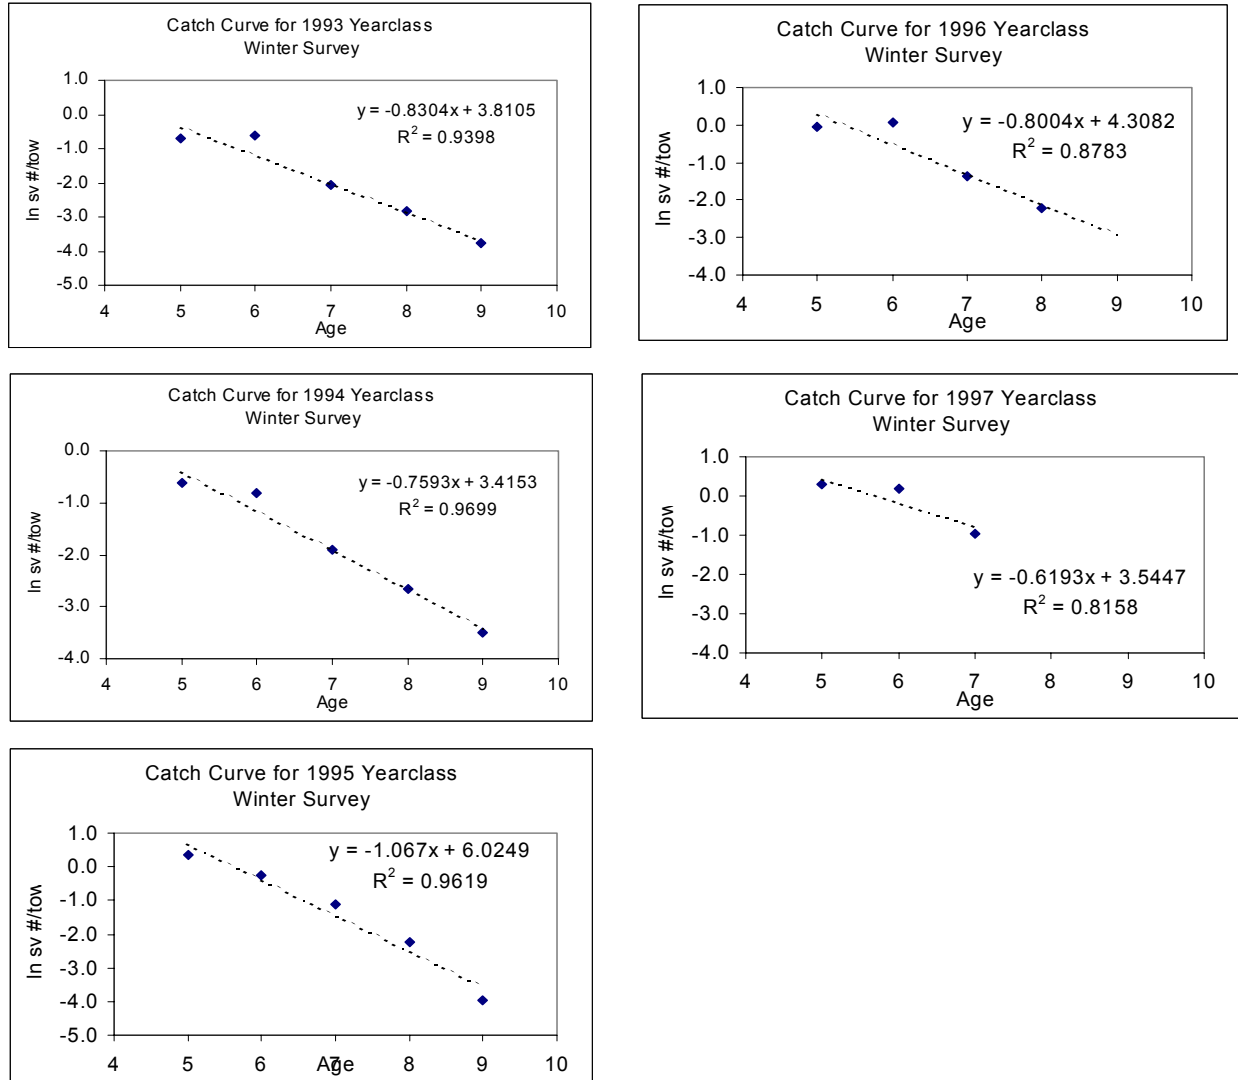 Catch Curve for 1993 Yearclass
Winter Survey
y = -0.8304x + 3.8105
R² = 0.9398
ln sv #/tow
1.0
0.0
-1.0
-2.0
-3.0
-4.0
-5.0
4 5 6 7 8 9 10
Age
Catch Curve for 1996 Yearclass
Winter Survey
y = -0.8004x + 4.3082
R² = 0.8783
ln sv #/tow
1.0
0.0
-1.0
-2.0
-3.0
-4.0
4 5 6 7 8 9 10
Age
Catch Curve for 1994 Yearclass
Winter Survey
y = -0.7593x + 3.4153
R² = 0.9699
ln sv #/tow
0.0
-1.0
-2.0
-3.0
-4.0
4 5 6 7 8 9 10
Age
Catch Curve for 1997 Yearclass
Winter Survey
ln sv #/tow
1.0
0.0
-1.0
-2.0
-3.0
-4.0
y = -0.6193x + 3.5447
R² = 0.8158
4 5 6 7 8 9 10
Age
Catch Curve for 1995 Yearclass
Winter Survey
y = -1.067x + 6.0249
R² = 0.9619
ln sv #/tow
1.0
0.0
-1.0
-2.0
-3.0
-4.0
-5.0
4 5 6 7 8 9 10
Age